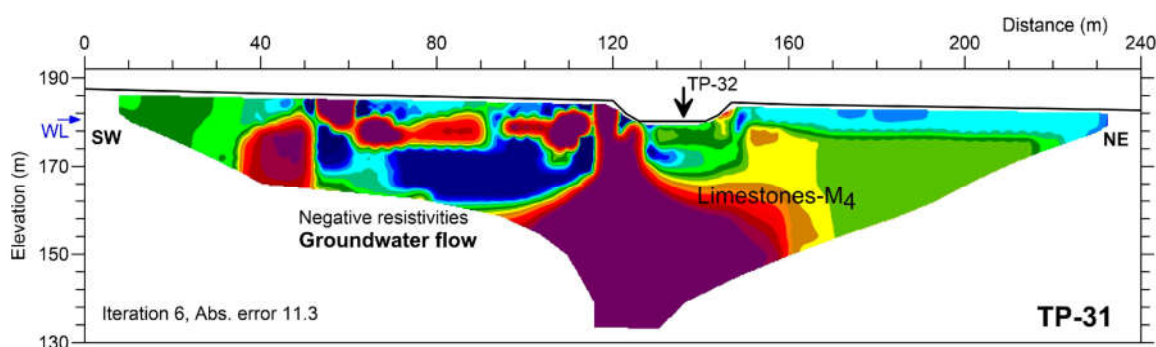 Distance (m)
0 40 80 120 160 200 240
190
TP-32
WL
SW
NE
170
Elevation (m)
Limestones-M4
Negative resistivities
Groundwater flow
150
Iteration 6, Abs. error 11.3
TP-31
130